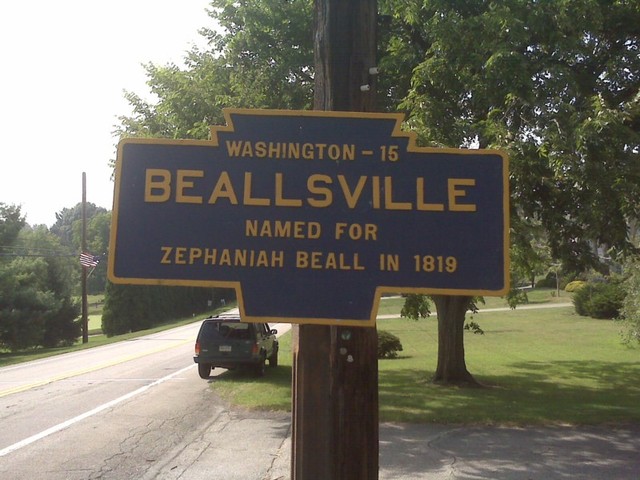 WASHINGTON - 15
BEALLSVILLE
NAMED FOR
ZEPHANIAH BEALL IN 1819